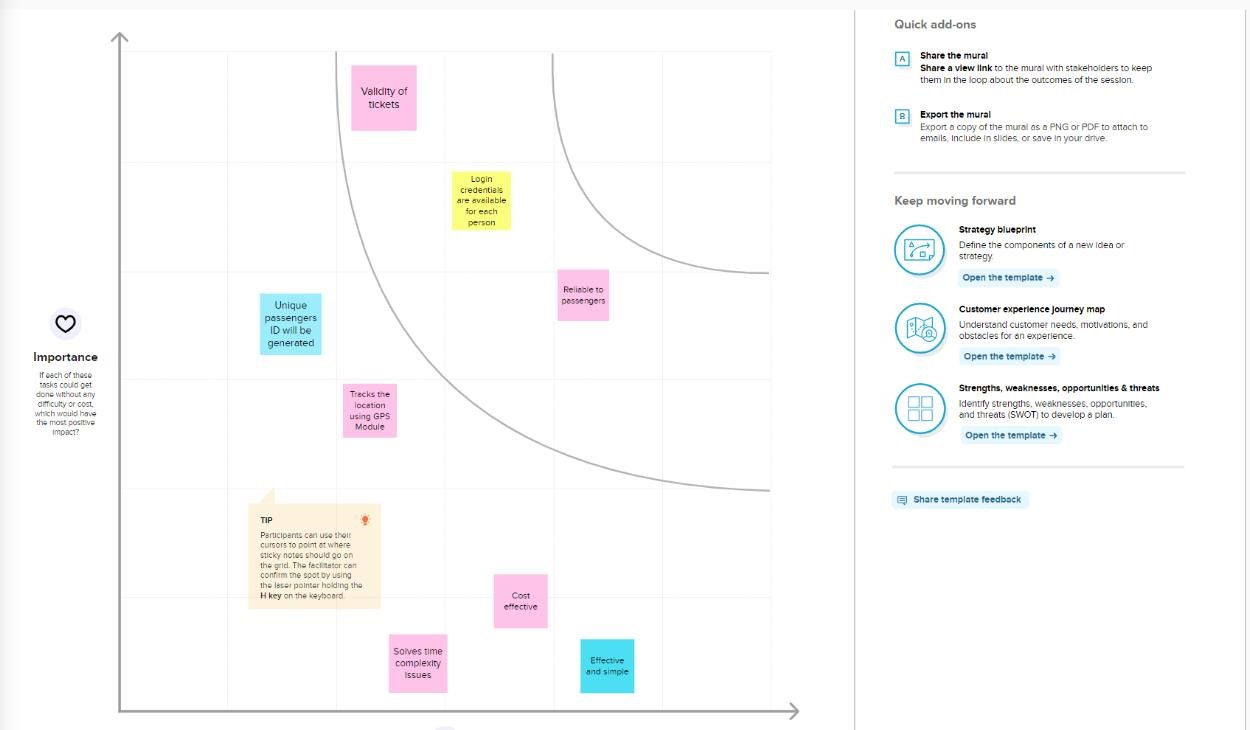 Validity of
tickets
Login
credentials
are available
for each
person
Reliable to
passengers
Unique
passengers
ID will be
generated
Tracks the
location
using GPS
Module
Importance
If each of these
tasks could get
done without any
difficulty or cost,
which would have
the most positive
impact?
TIP
Participants can use their
cursors to point at where
sticky notes should go on
the grid. The facilitator can
confirm the spot by using
the laser pointer holding the
H key on the keyboard.
Cost
effective
Solves time
complexity
issues
Effective
and simple
Quick add-ons
A
Share the mural
Share a view link to the mural with stakeholders to keep
them in the loop about the outcomes of the session.
B
Export the mural
Export a copy of the mural as a PNG or PDF to attach to
emails, include in slides, or save in your drive.
Keep moving forward
Strategy blueprint
Define the components of a new idea or
strategy.
Open the template →
Customer experience journey map
Understand customer needs, motivations, and
obstacles for an experience.
Open the template →
Strengths, weaknesses, opportunities & threats
Identify strengths, weaknesses, opportunities,
and threats (SWOT) to develop a plan.
Open the template →
Share template feedback